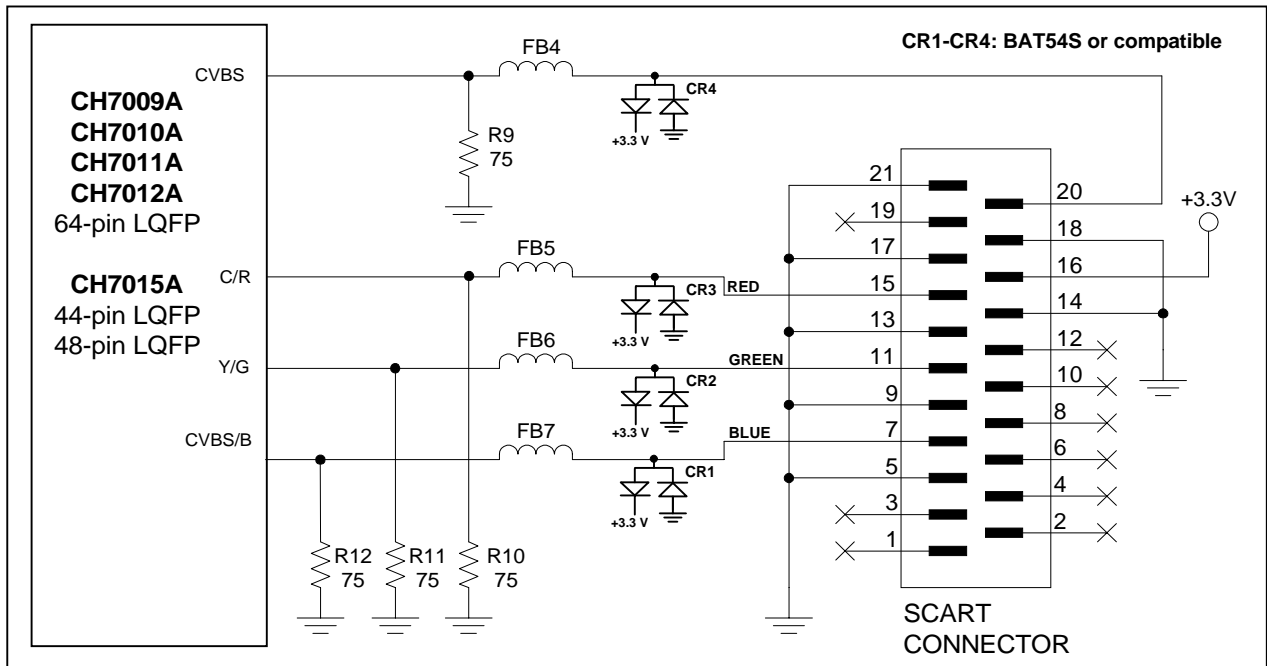 CR1-CR4: BAT54S or compatible
CVBS
FB4
CR4
+3.3 V
R9
75
CH7009A
CH7010A
CH7011A
CH7012A
64-pin LQFP
CH7015A
44-pin LQFP
48-pin LQFP
C/R
FB5
CR3
RED
+3.3 V
Y/G
FB6
CR2
GREEN
+3.3 V
CVBS/B
FB7
CR1
BLUE
+3.3 V
R12
75
R11
75
R10
75
21
19
17
15
13
11
9
7
5
3
1
20
18
16
14
12
10
8
6
4
2
+3.3V
SCART
CONNECTOR